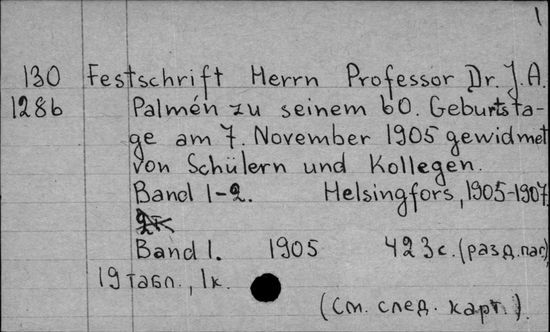 1
130 Festschrift Herrn Professor Dr. J. A.
1286 Palmén zu seinem 60. Geburtsta-
ge am 7. November 1905 gewidmet
von Schülern und Kollegen.
Band 1-2. Helsingfors, 1905-1907.
Band 1. 1905 423 с. (разд. паг.),
19 табл., 1 к.
(См. след. карт.).